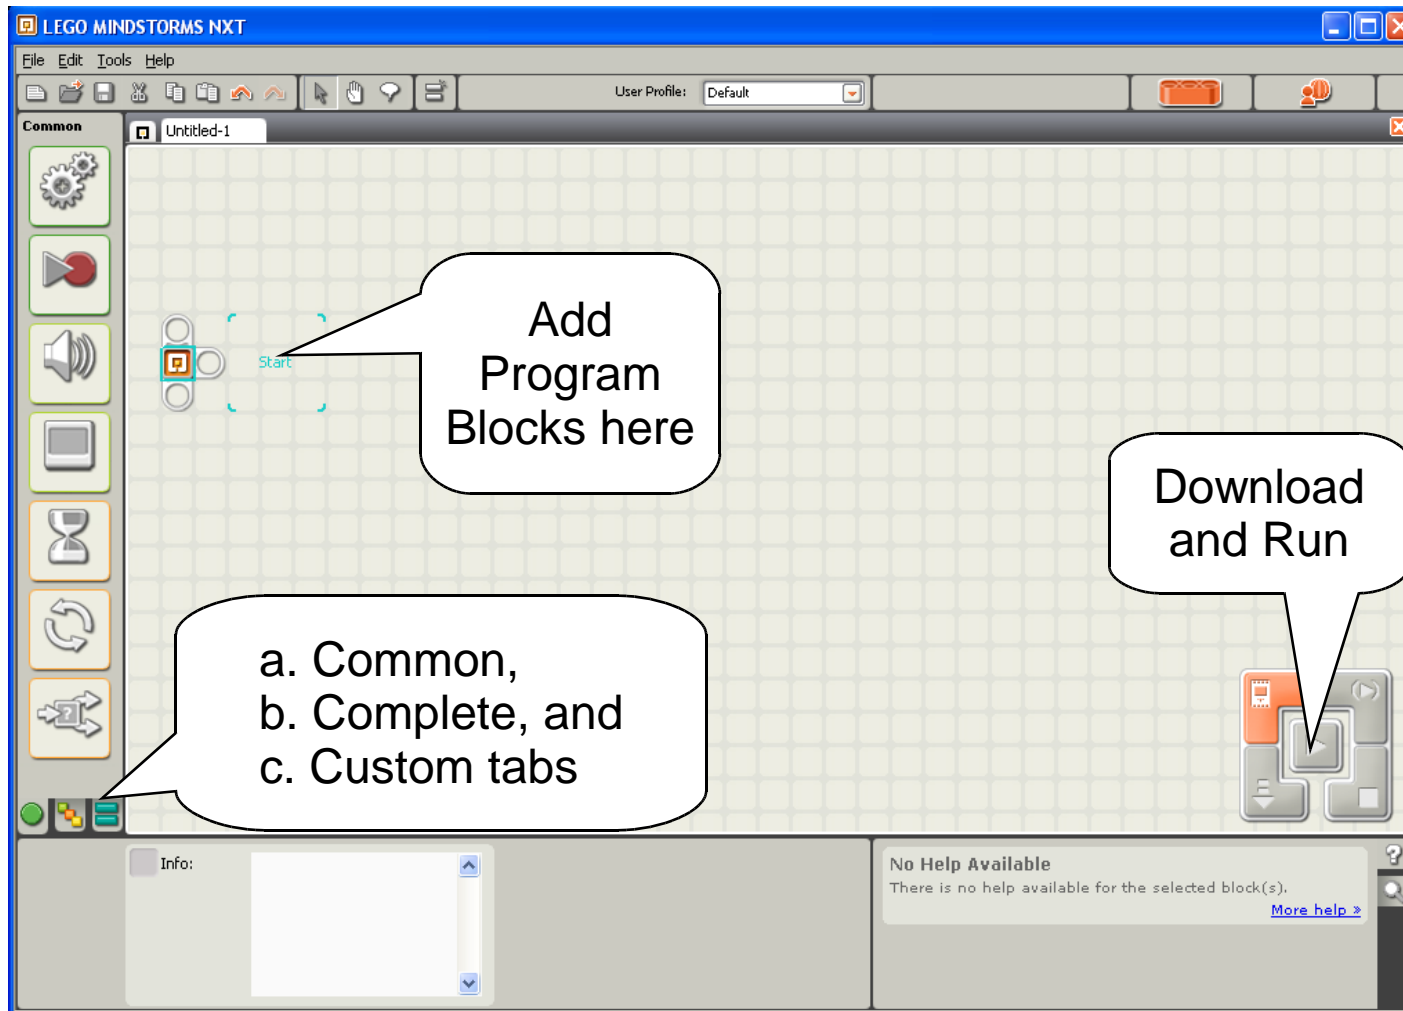 LEGO MINDSTORMS NXT
File Edit Tools Help
User Profile: Default
Common
Untitled-1
Start
Add
Program
Blocks here
Download
and Run
a. Common,
b. Complete, and
c. Custom tabs
?
Info:
No Help Available
There is no help available for the selected block(s).
More help »
?